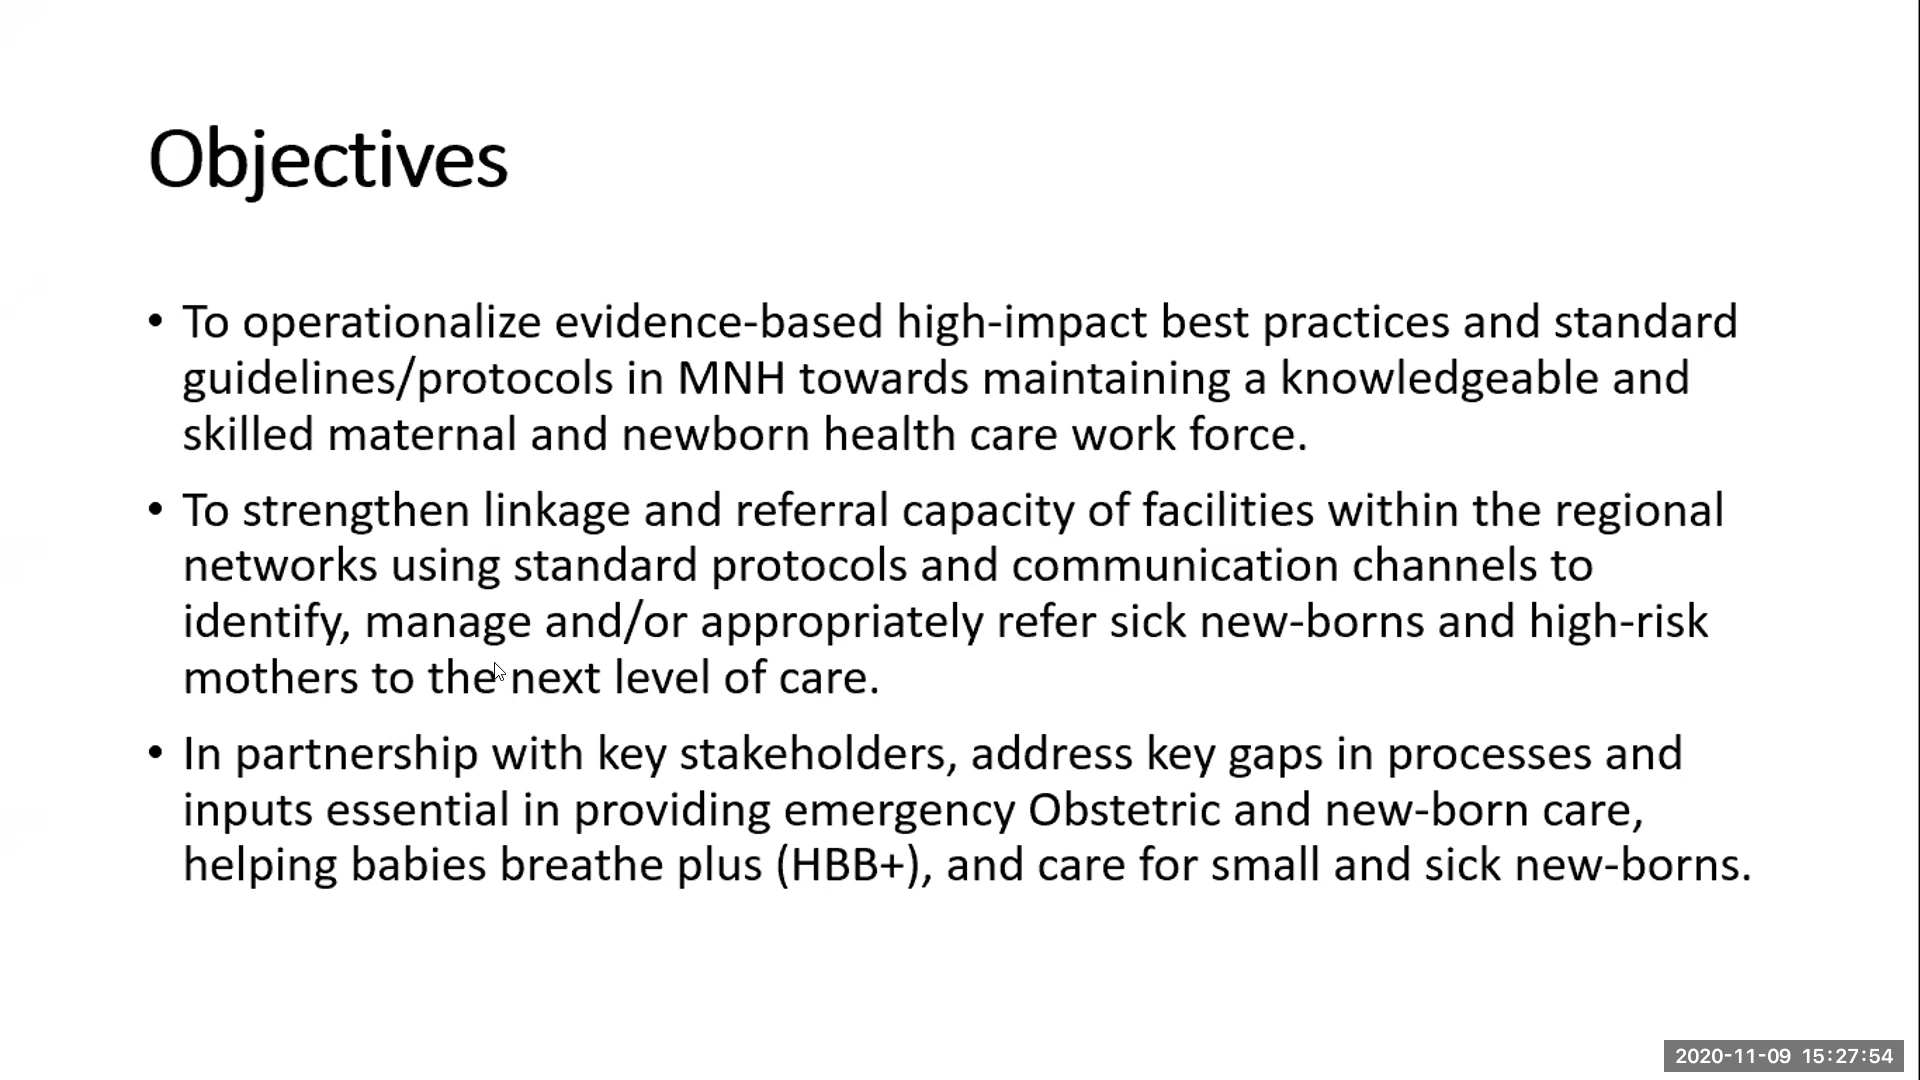 Objectives
• To operationalize evidence-based high-impact best practices and standard
guidelines/protocols in MNH towards maintaining a knowledgeable and
skilled maternal and newborn health care work force.
• To strengthen linkage and referral capacity of facilities within the regional
networks using standard protocols and communication channels to
identify, manage and/or appropriately refer sick new-borns and high-risk
mothers to the next level of care.
• In partnership with key stakeholders, address key gaps in processes and
inputs essential in providing emergency Obstetric and new-born care,
helping babies breathe plus (HBB+), and care for small and sick new-borns.
2020-11-09 15:27:54